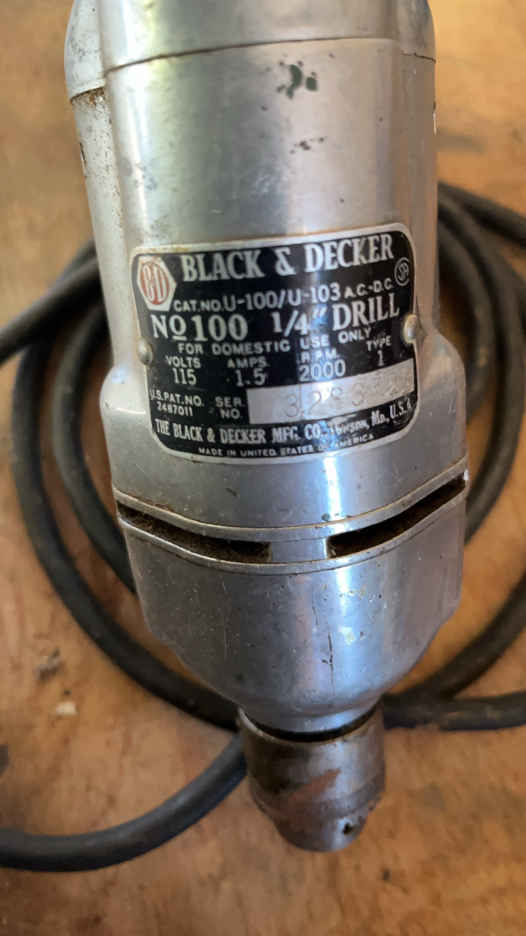 BD BLACK & DECKER
CAT.NO.U-100/U-103 A.C.-D.C.
No 100 1/4" DRILL
FOR DOMESTIC USE ONLY
VOLTS AMPS R.P.M. TYPE
115 1.5 2000 1
U.S.PAT.NO. SER.
2487011 NO.
THE BLACK & DECKER MFG. CO., Towson, Md., U.S.A.
MADE IN UNITED STATES OF AMERICA